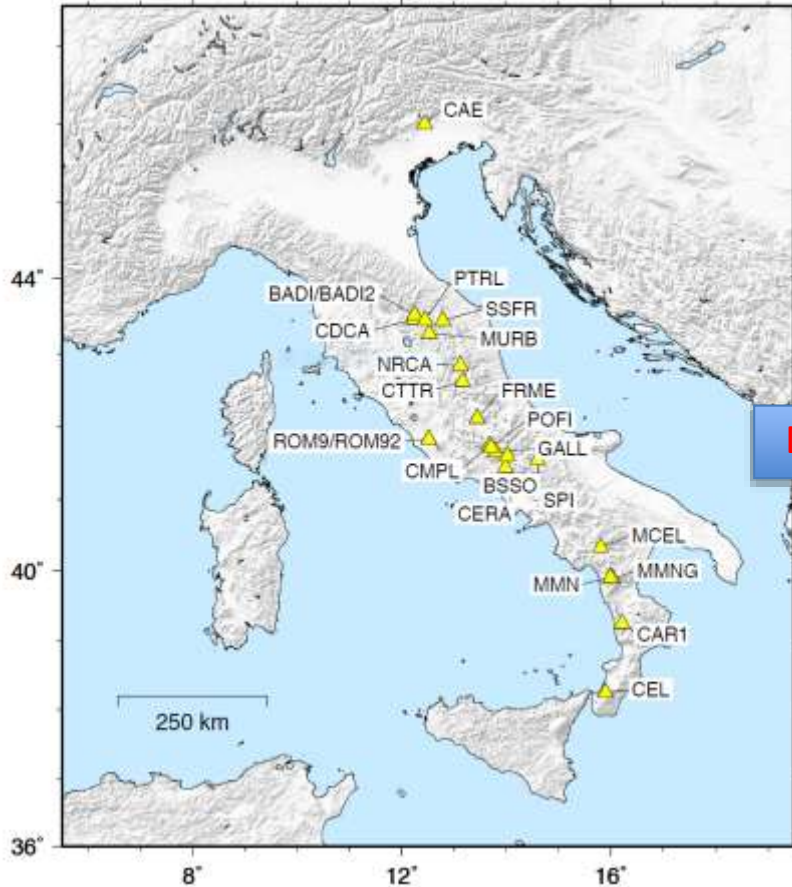 CAE
44°
PTRL
BADI/BADI2
SSFR
CDCA
MURB
NRCA
CTTR
FRME
POFI
ROM9/ROM92
GALL
CMPL
BSSO
SPI
CERA
MCEL
40°
MMNG
MMN
CAR1
CEL
250 km
36°
8°
12°
16°